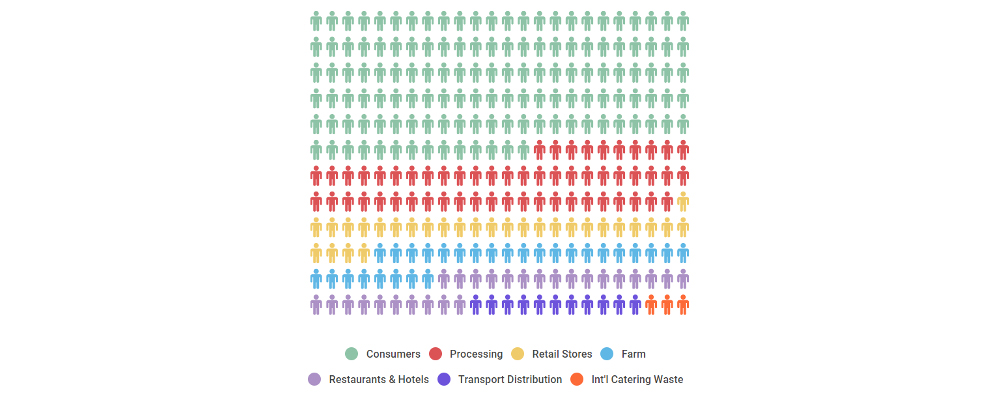 Consumers Processing Retail Stores Farm
Restaurants & Hotels Transport Distribution Int'l Catering Waste